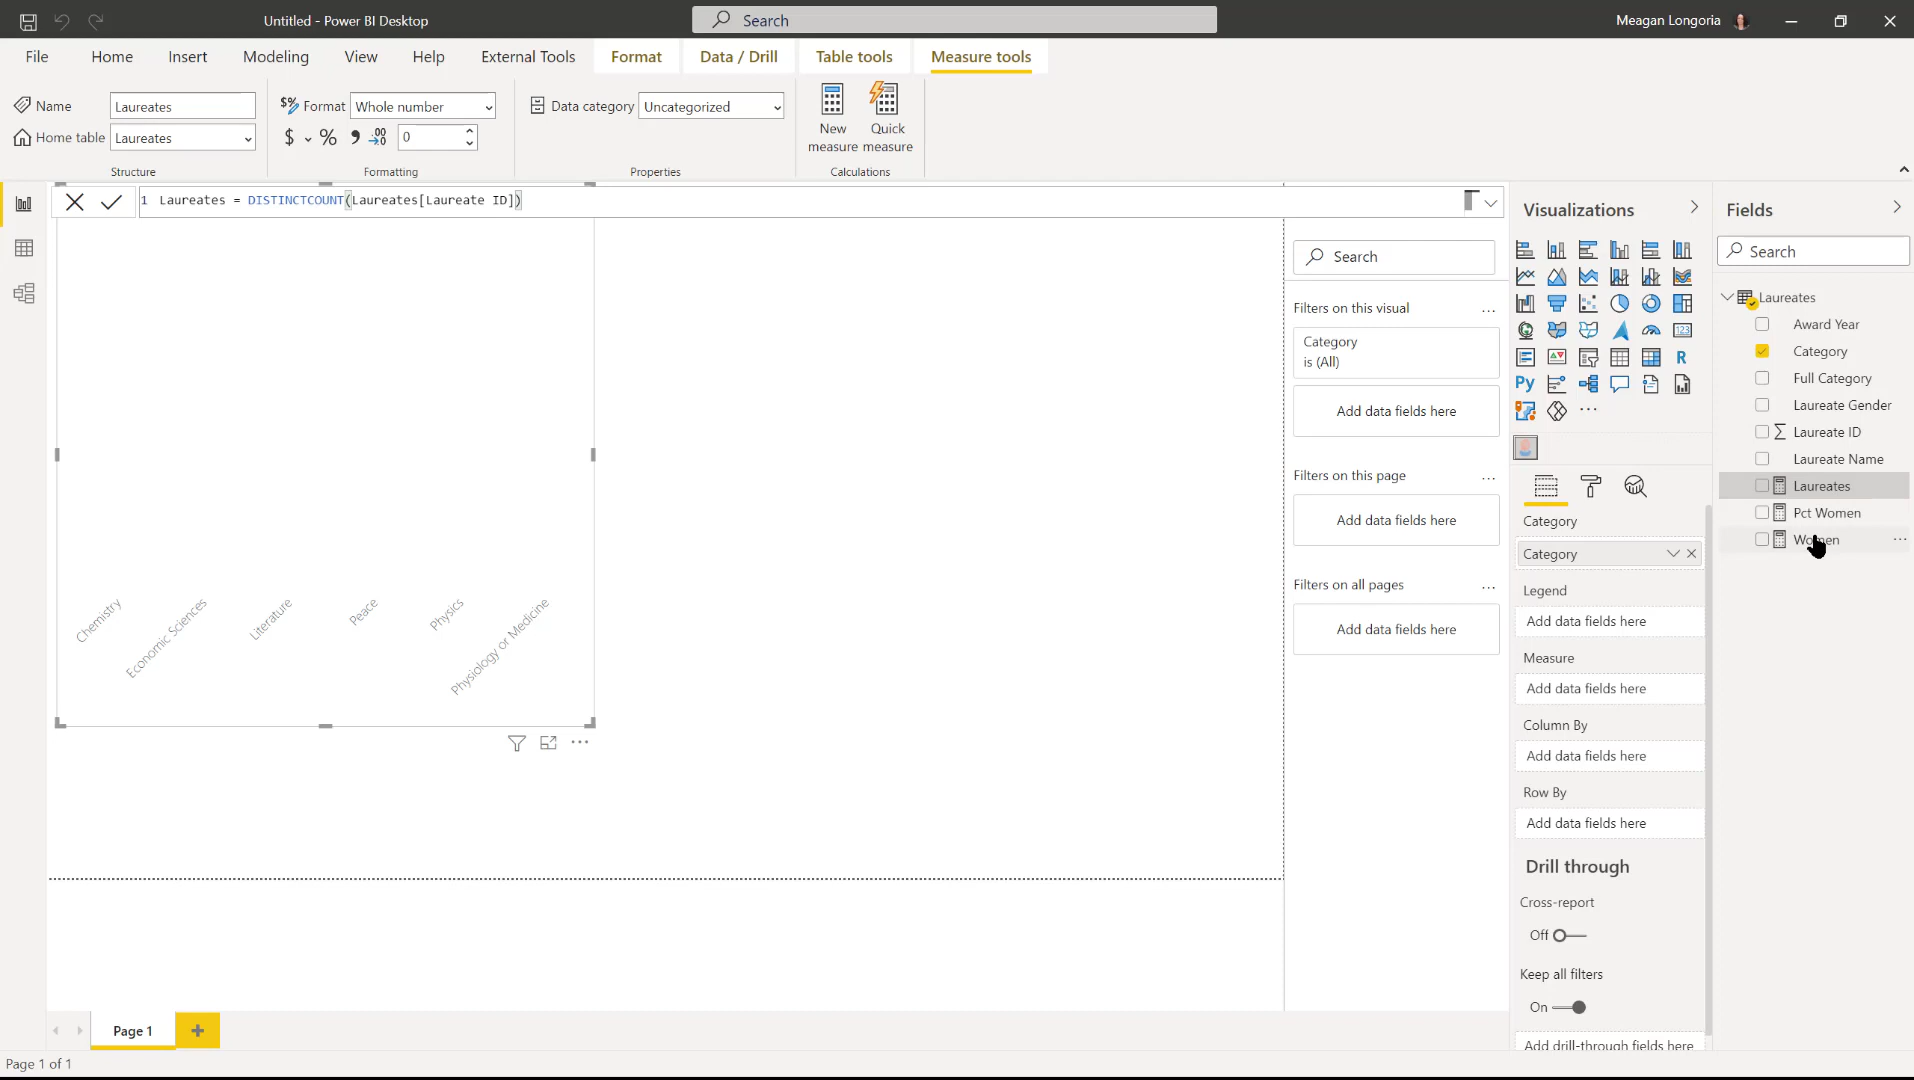 Untitled - Power BI Desktop
Search
Meagan Longoria
File
Home
Insert
Modeling
View
Help
External Tools
Format
Data / Drill
Table tools
Measure tools
Name
Laureates
Home table
Laureates
Structure
$% Format
Whole number
$ % , .00 0
Formatting
Data category
Uncategorized
Properties
New measure
Quick measure
Calculations
1 Laureates = DISTINCTCOUNT(Laureates[Laureate ID])
Chemistry
Economic Sciences
Literature
Peace
Physics
Physiology or Medicine
Search
Filters on this visual ...
Category
is (All)
Add data fields here
Filters on this page ...
Add data fields here
Filters on all pages ...
Add data fields here
Visualizations
123
R
Py
...
Category
Category
Legend
Add data fields here
Measure
Add data fields here
Column By
Add data fields here
Row By
Add data fields here
Drill through
Cross-report
Off
Keep all filters
On
Add drill-through fields here
Fields
Search
Laureates
Award Year
Category
Full Category
Laureate Gender
Σ Laureate ID
Laureate Name
Laureates
Pct Women
Women ...
Page 1
+
Page 1 of 1